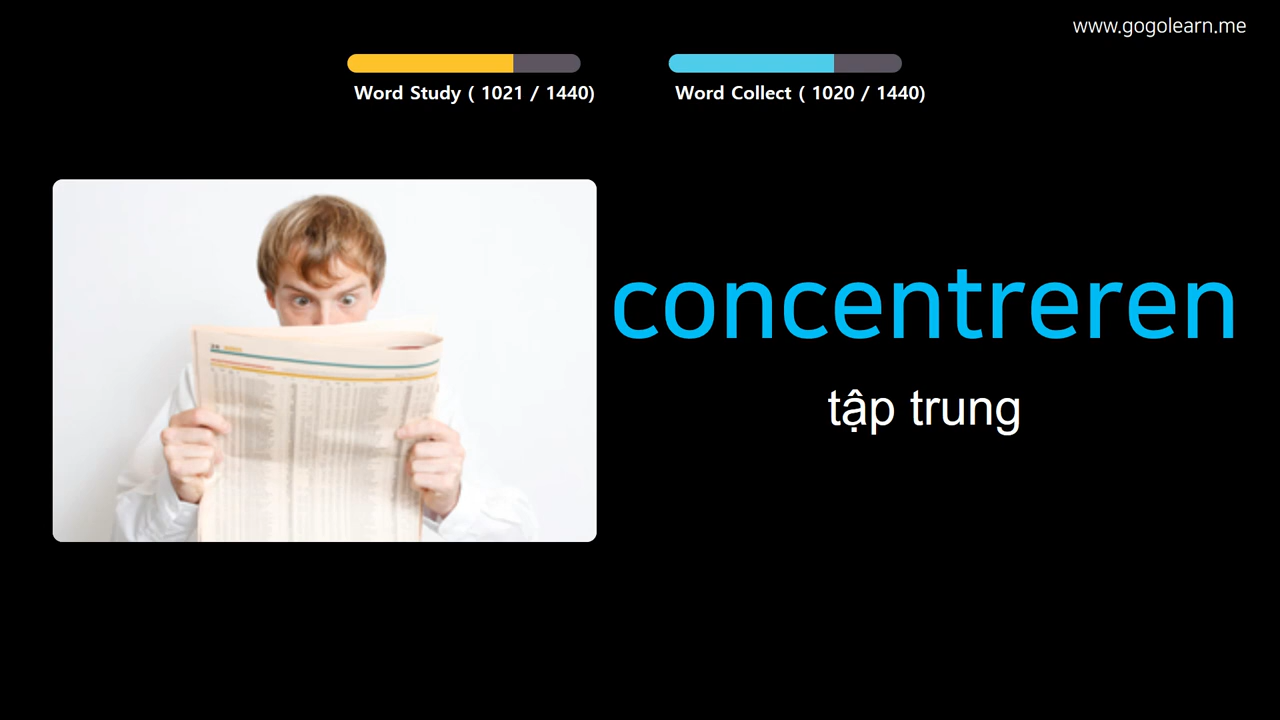 www.gogolearn.me
Word Study ( 1021 / 1440)
Word Collect ( 1020 / 1440)
concentreren
tập trung